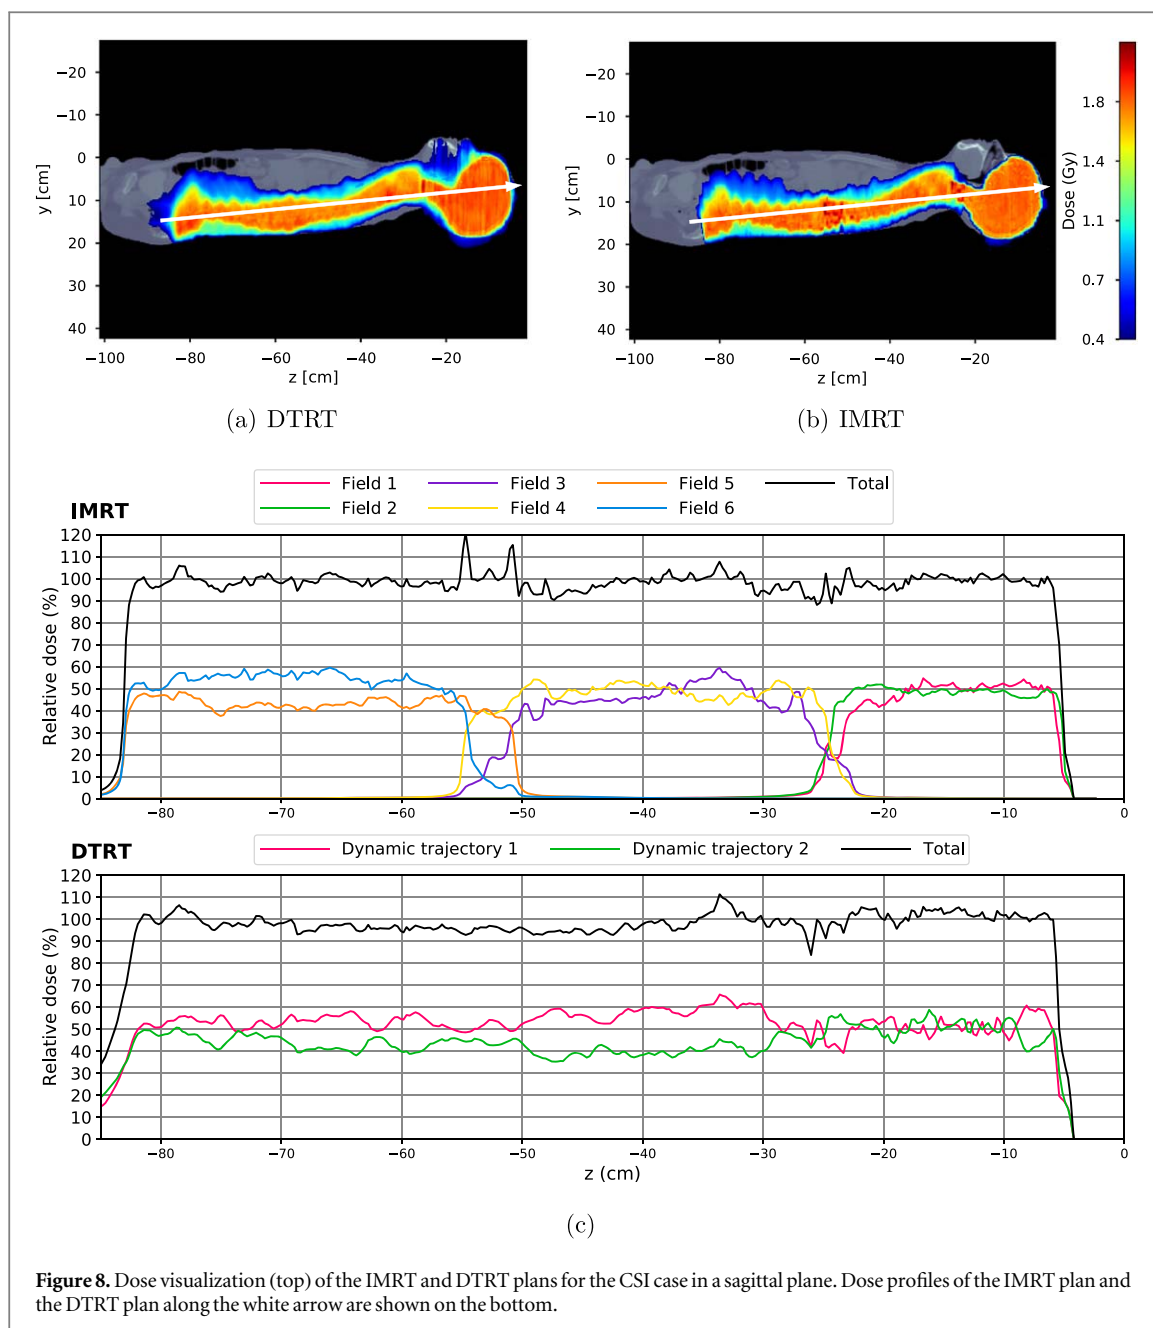 −20
−10
0
10
20
30
40
y [cm]
−100
−80
−60
−40
−20
z [cm]
−20
−10
0
10
20
30
40
y [cm]
−100
−80
−60
−40
−20
z [cm]
1.8
1.4
1.1
0.7
0.4
Dose (Gy)
(a) DTRT
(b) IMRT
Field 1 Field 3 Field 5 Total
Field 2 Field 4 Field 6
IMRT
120
110
100
90
80
70
60
50
40
30
20
10
0
Relative dose (%)
−80 −70 −60 −50 −40 −30 −20 −10 0
DTRT
Dynamic trajectory 1 Dynamic trajectory 2 Total
120
110
100
90
80
70
60
50
40
30
20
10
0
Relative dose (%)
−80 −70 −60 −50 −40 −30 −20 −10 0
z (cm)
(c)
Figure 8. Dose visualization (top) of the IMRT and DTRT plans for the CSI case in a sagittal plane. Dose profiles of the IMRT plan and
the DTRT plan along the white arrow are shown on the bottom.